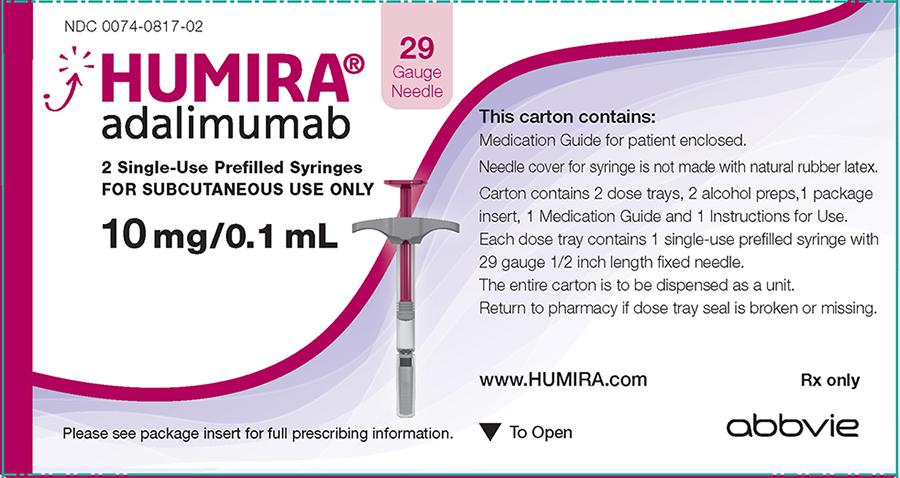 NDC 0074-0817-02
HUMIRA®
adalimumab
29
Gauge
Needle
2 Single-Use Prefilled Syringes
FOR SUBCUTANEOUS USE ONLY
10 mg/0.1 mL
This carton contains:
Medication Guide for patient enclosed.
Needle cover for syringe is not made with natural rubber latex.
Carton contains 2 dose trays, 2 alcohol preps,1 package
insert, 1 Medication Guide and 1 Instructions for Use.
Each dose tray contains 1 single-use prefilled syringe with
29 gauge 1/2 inch length fixed needle.
The entire carton is to be dispensed as a unit.
Return to pharmacy if dose tray seal is broken or missing.
www.HUMIRA.com
Rx only
Please see package insert for full prescribing information.
▼ To Open
abbvie